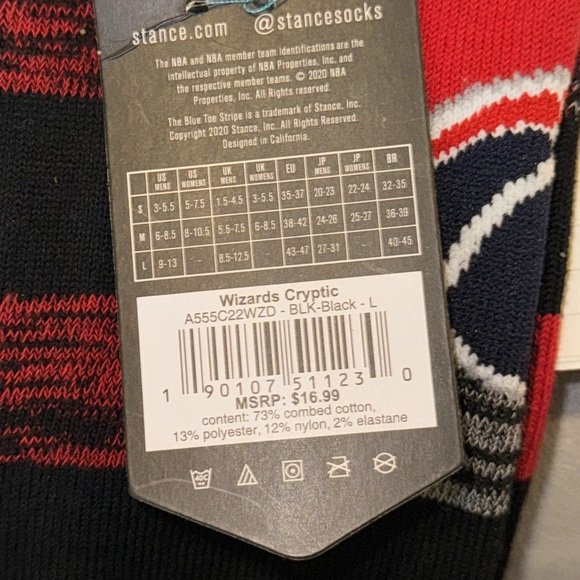 stance.com @stancesocks
The NBA and NBA member team identifications are the
intellectual property of NBA Properties, Inc. and
the respective member teams. © 2020 NBA
Properties, Inc. All Rights Reserved.
The Blue Toe Stripe is a trademark of Stance, Inc.
Copyright 2020 Stance, Inc. All Rights Reserved.
Designed in California.
US MENS US WOMENS UK MENS UK WOMENS EU JP MENS JP WOMENS BR
S 3-5.5 5-7.5 1.5-4.5 3-5.5 35-37 20-23 22-24 32-35
M 6-8.5 8-10.5 5.5-7.5 6-8.5 38-42 24-26 25-27 36-39
L 9-13 - 8.5-12.5 43-47 27-31 40-45
Wizards Cryptic
A555C22WZD - BLK-Black - L
1 90107 51123 0
MSRP: $16.99
content: 73% combed cotton,
13% polyester, 12% nylon, 2% elastane
40C